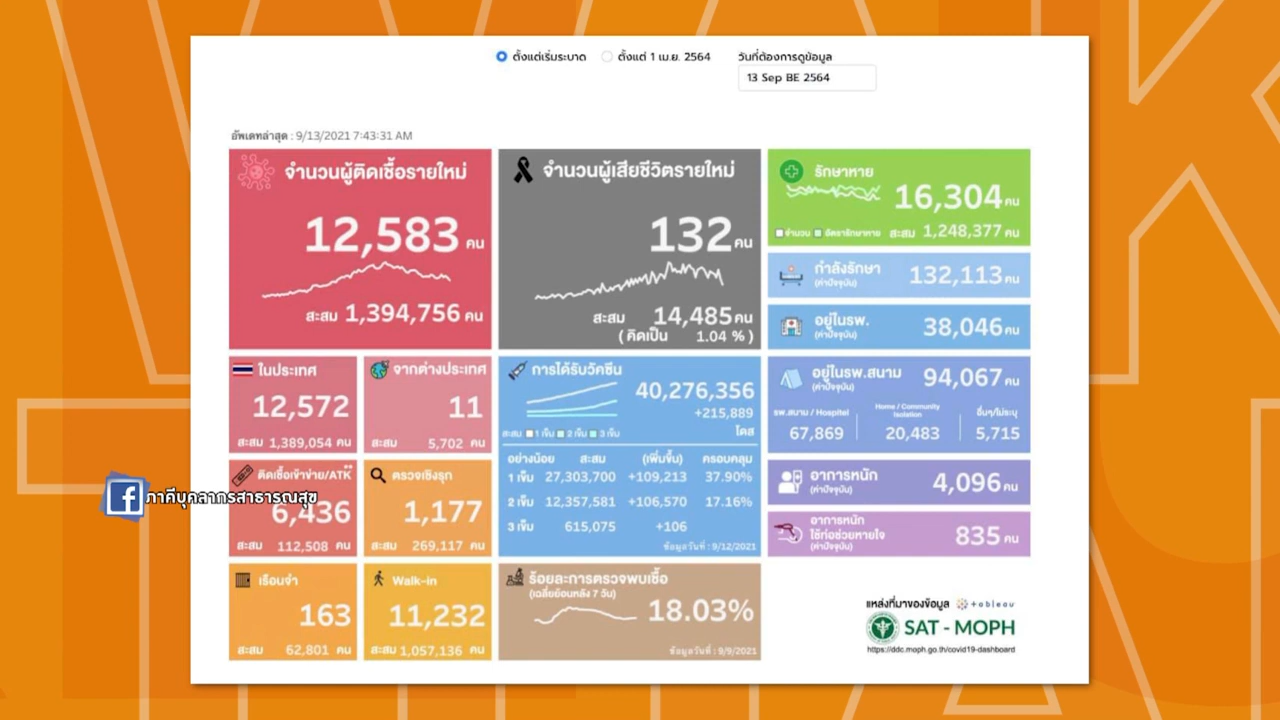 ตั้งแต่เริ่มระบาด ตั้งแต่ 1 เม.ย. 2564 วันที่ต้องการดูข้อมูล
13 Sep BE 2564
อัพเดทล่าสุด : 9/13/2021 7:43:31 AM
จำนวนผู้ติดเชื้อรายใหม่
12,583 คน
สะสม 1,394,756 คน
จำนวนผู้เสียชีวิตรายใหม่
132 คน
สะสม 14,485 คน
( คิดเป็น 1.04 % )
รักษาหาย
16,304 คน
จำนวน อัตรารักษาหาย สะสม 1,248,377 คน
กำลังรักษา
(ค่าปัจจุบัน)
132,113 คน
อยู่ในรพ.
(ค่าปัจจุบัน)
38,046 คน
ในประเทศ
12,572
สะสม 1,389,054 คน
จากต่างประเทศ
11
สะสม 5,702 คน
การได้รับวัคซีน
40,276,356
+215,889
โดส
สะสม 1 เข็ม 2 เข็ม 3 เข็ม
อย่างน้อย สะสม (เพิ่มขึ้น) ครอบคลุม
1 เข็ม 27,303,700 +109,213 37.90%
2 เข็ม 12,357,581 +106,570 17.16%
3 เข็ม 615,075 +106
ข้อมูลวันที่ : 9/12/2021
อยู่ในรพ.สนาม
(ค่าปัจจุบัน)
94,067 คน
รพ.สนาม / Hospitel
67,869
Home / Community
Isolation
20,483
อื่นๆ/ไม่ระบุ
5,715
ติดเชื้อเข้าข่าย/ATK**
6,436
สะสม 112,508 คน
ภาคีบุคลากรสาธารณสุข
ตรวจเชิงรุก
1,177
สะสม 269,117 คน
อาการหนัก
(ค่าปัจจุบัน)
4,096 คน
อาการหนัก
ใช้ท่อช่วยหายใจ
(ค่าปัจจุบัน)
835 คน
เรือนจำ
163
สะสม 62,801 คน
Walk-in
11,232
สะสม 1,057,136 คน
ร้อยละการตรวจพบเชื้อ
(เฉลี่ยย้อนหลัง 7 วัน)
18.03%
ข้อมูลวันที่ : 9/9/2021
แหล่งที่มาของข้อมูล +ableau
SAT - MOPH
https://ddc.moph.go.th/covid19-dashboard